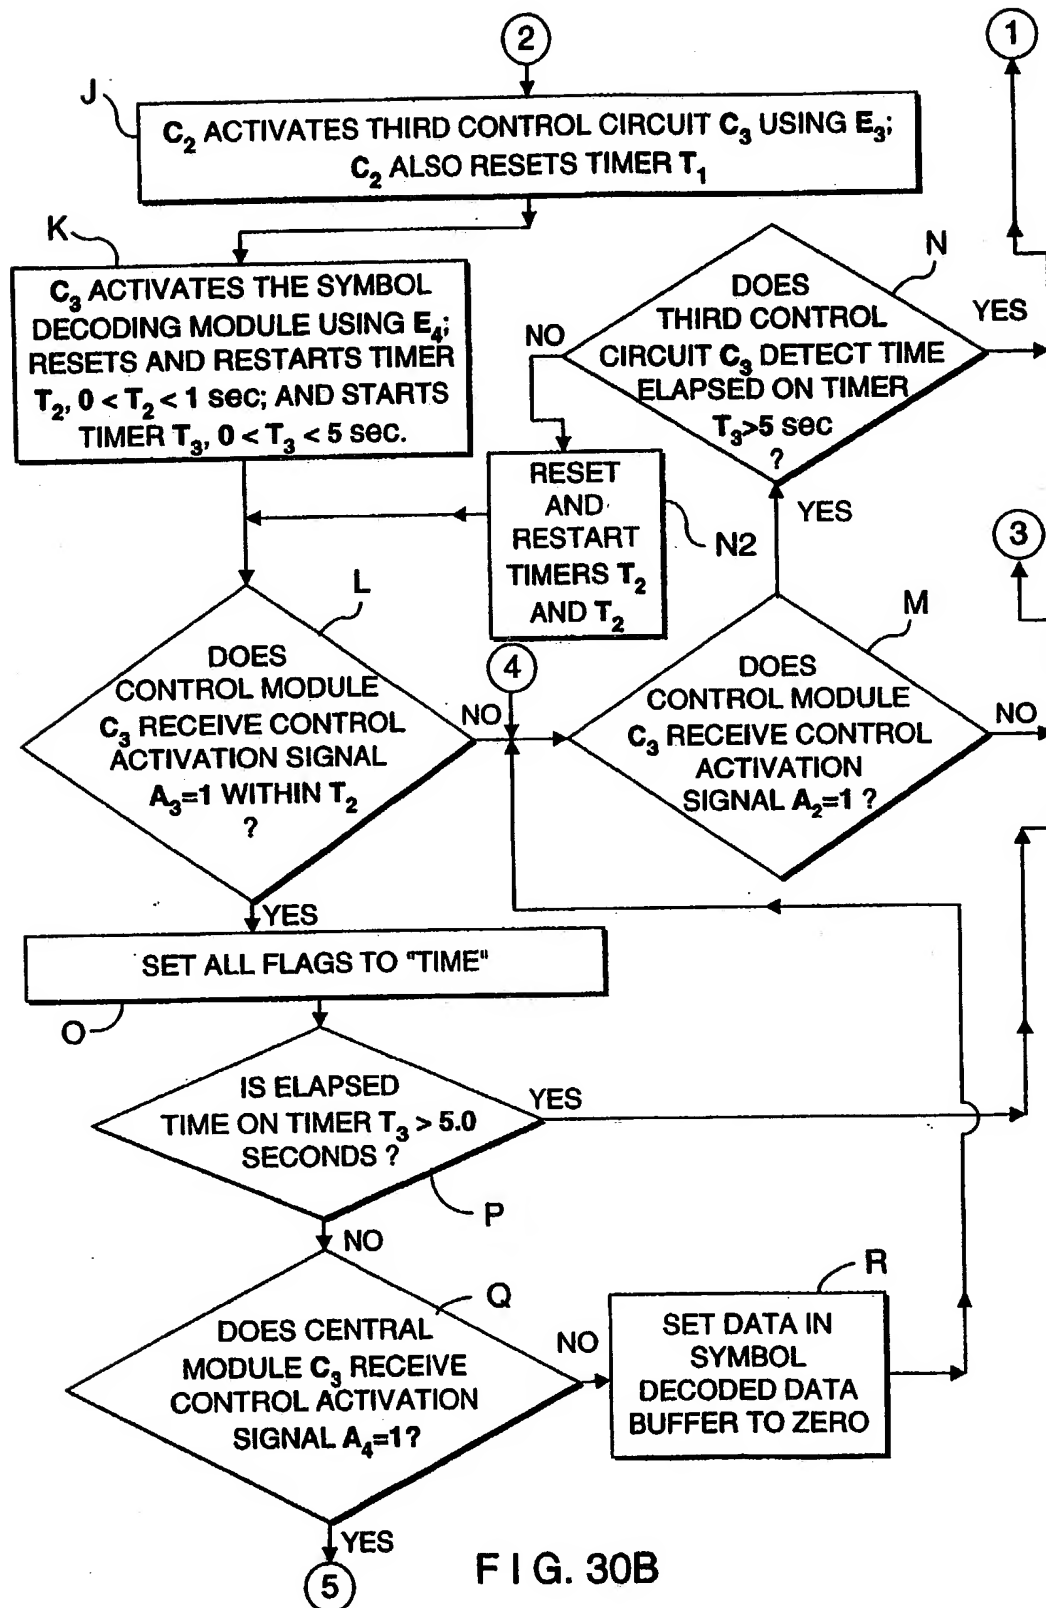 2
1
J
C2 ACTIVATES THIRD CONTROL CIRCUIT C3 USING E3;
C2 ALSO RESETS TIMER T1
K
C3 ACTIVATES THE SYMBOL
DECODING MODULE USING E4;
RESETS AND RESTARTS TIMER
T2, 0 < T2 < 1 sec; AND STARTS
TIMER T3, 0 < T3 < 5 sec.
N
DOES
THIRD CONTROL
CIRCUIT C3 DETECT TIME
ELAPSED ON TIMER
T3>5 sec
?
NO
YES
YES
RESET
AND
RESTART
TIMERS T2
AND T2
N2
3
L
DOES
CONTROL MODULE
C3 RECEIVE CONTROL
ACTIVATION SIGNAL
A3=1 WITHIN T2
?
NO
4
M
DOES
CONTROL MODULE
C3 RECEIVE CONTROL
ACTIVATION
SIGNAL A2=1 ?
NO
YES
SET ALL FLAGS TO "TIME"
O
IS ELAPSED
TIME ON TIMER T3 > 5.0
SECONDS ?
YES
P
NO
Q
DOES CENTRAL
MODULE C3 RECEIVE
CONTROL ACTIVATION
SIGNAL A4=1?
NO
R
SET DATA IN
SYMBOL
DECODED DATA
BUFFER TO ZERO
YES
5
FIG. 30B